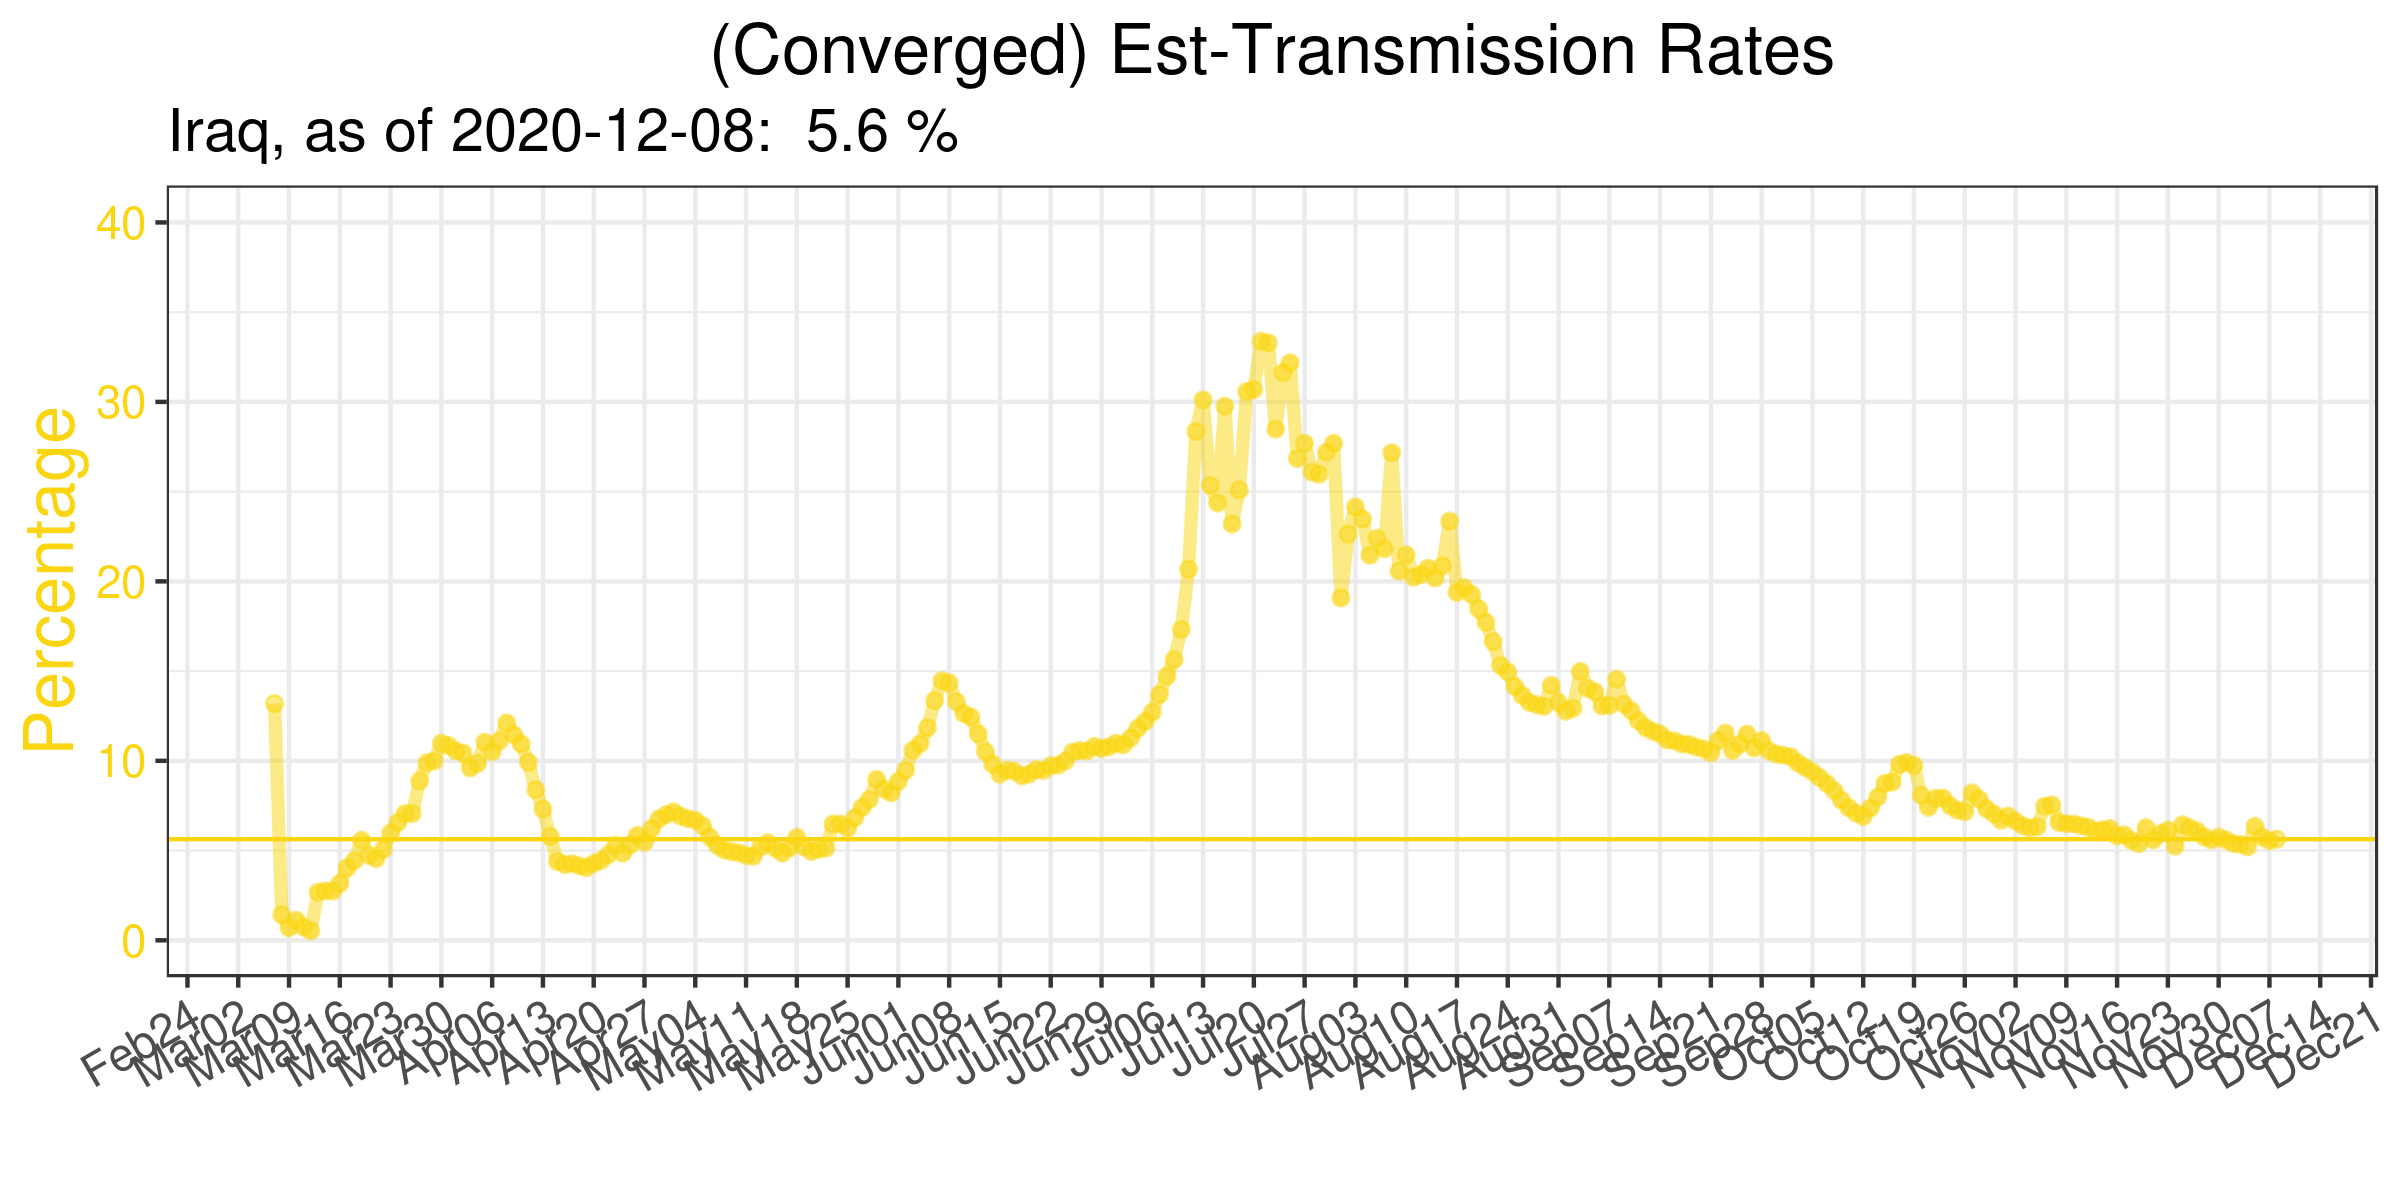 (Converged) Est-Transmission Rates
Iraq, as of 2020-12-08:  5.6 %
Percentage
40
30
20
10
0
Feb24
Mar02
Mar09
Mar16
Mar23
Mar30
Apr06
Apr13
Apr20
Apr27
May04
May11
May18
May25
Jun01
Jun08
Jun15
Jun22
Jun29
Jul06
Jul13
Jul20
Jul27
Aug03
Aug10
Aug17
Aug24
Aug31
Sep07
Sep14
Sep21
Sep28
Oct05
Oct12
Oct19
Oct26
Nov02
Nov09
Nov16
Nov23
Nov30
Dec07
Dec14
Dec21